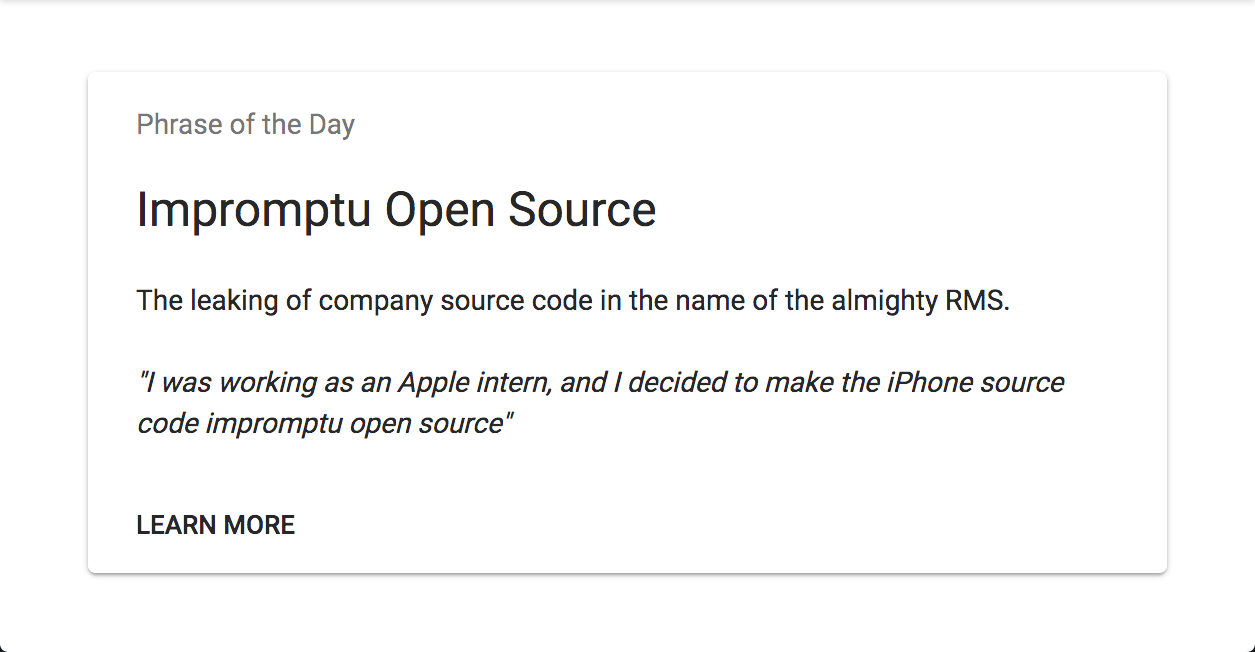 Phrase of the Day
Impromptu Open Source
The leaking of company source code in the name of the almighty RMS.
"I was working as an Apple intern, and I decided to make the iPhone source
code impromptu open source"
LEARN MORE